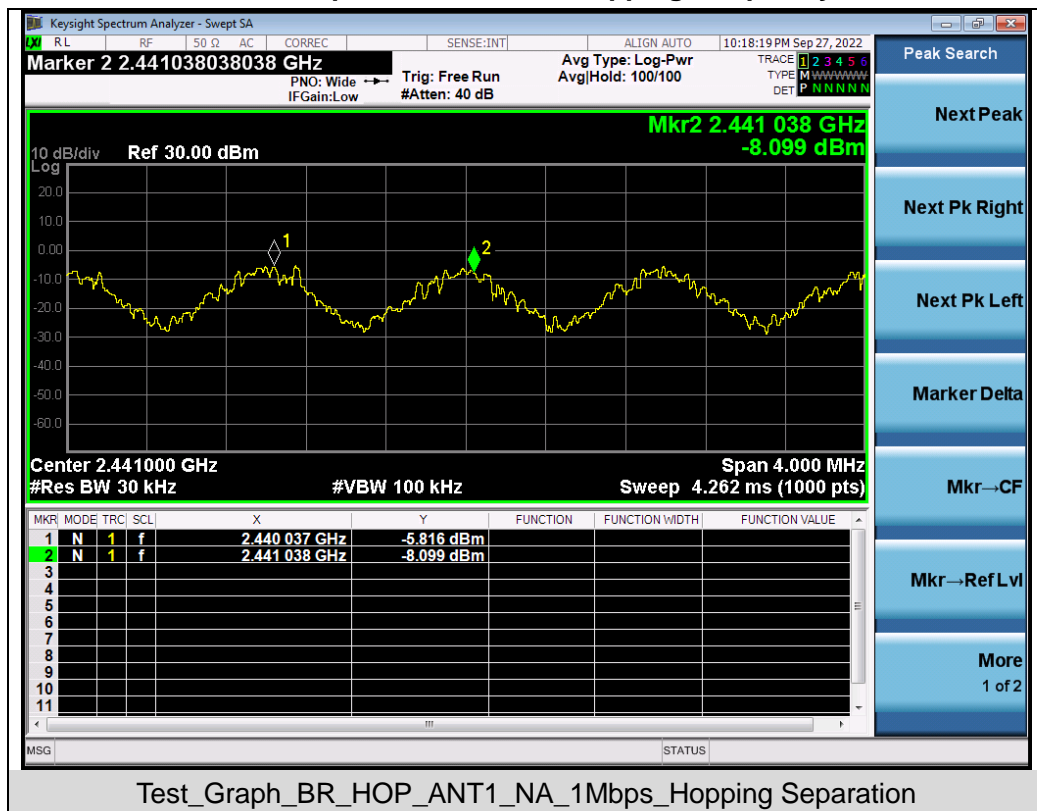 Keysight Spectrum Analyzer - Swept SA
LXI RL RF 50 Ω AC CORREC SENSE:INT ALIGN AUTO 10:18:19 PM Sep 27, 2022
Marker 2 2.441038038038 GHz
PNO: Wide
IFGain:Low
Trig: Free Run
#Atten: 40 dB
Avg Type: Log-Pwr
Avg|Hold: 100/100
TRACE 1 2 3 4 5 6
TYPE M WWWWW
DET P N N N N N
Mkr2 2.441 038 GHz
-8.099 dBm
10 dB/div Ref 30.00 dBm
Log
20.0
10.0
0.00
-10.0
-20.0
-30.0
-40.0
-50.0
-60.0
1
2
Center 2.441000 GHz Span 4.000 MHz
#Res BW 30 kHz #VBW 100 kHz Sweep 4.262 ms (1000 pts)
MKR MODE TRC SCL X Y FUNCTION FUNCTION WIDTH FUNCTION VALUE
1 N 1 f 2.440 037 GHz -5.816 dBm
2 N 1 f 2.441 038 GHz -8.099 dBm
3
4
5
6
7
8
9
10
11
MSG STATUS
Peak Search
Next Peak
Next Pk Right
Next Pk Left
Marker Delta
Mkr→CF
Mkr→Ref Lvl
More
1 of 2
Test_Graph_BR_HOP_ANT1_NA_1Mbps_Hopping Separation